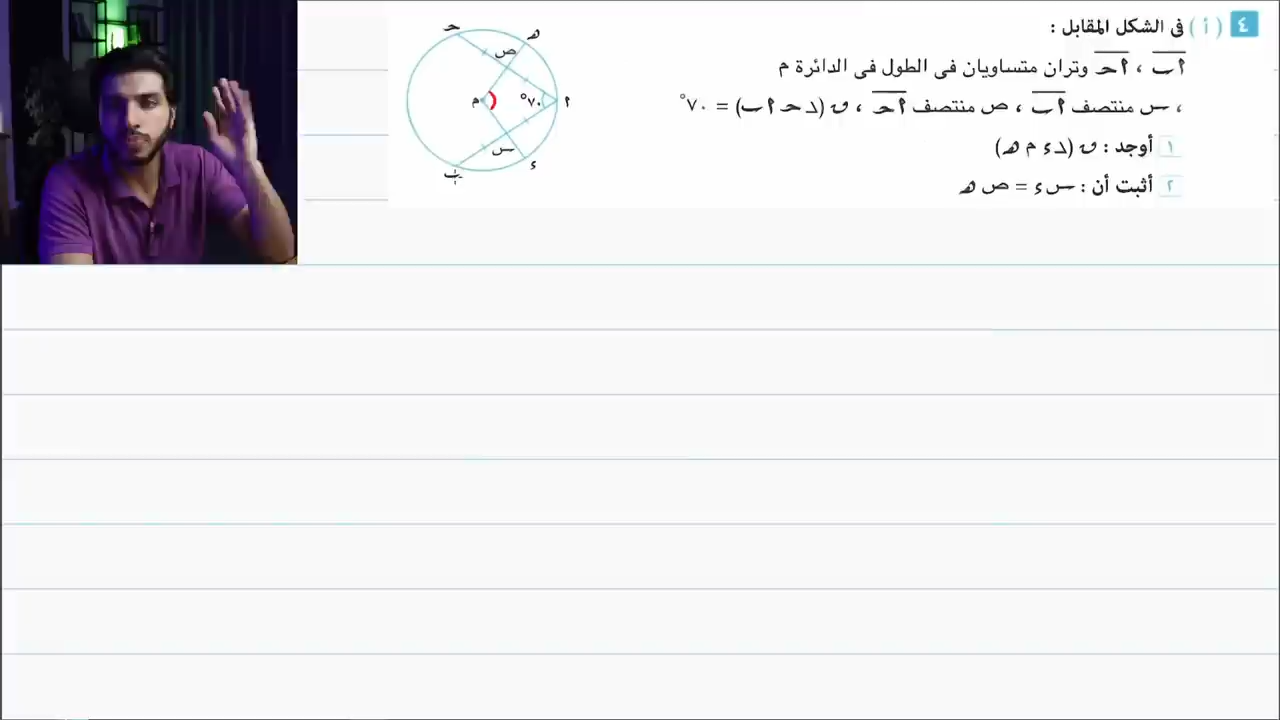 ٤ ( أ ) فى الشكل المقابل :
أب ، أحـ وتران متساويان فى الطول فى الدائرة م
، س منتصف أب ، ص منتصف أحـ ، ق (د حـ أ ب) = ٧٠°
١ أوجد : ق (د ء م هـ)
٢ أثبت أن : س ء = ص هـ
حـ
هـ
ص
م
٧٠°
أ
س
ء
ب